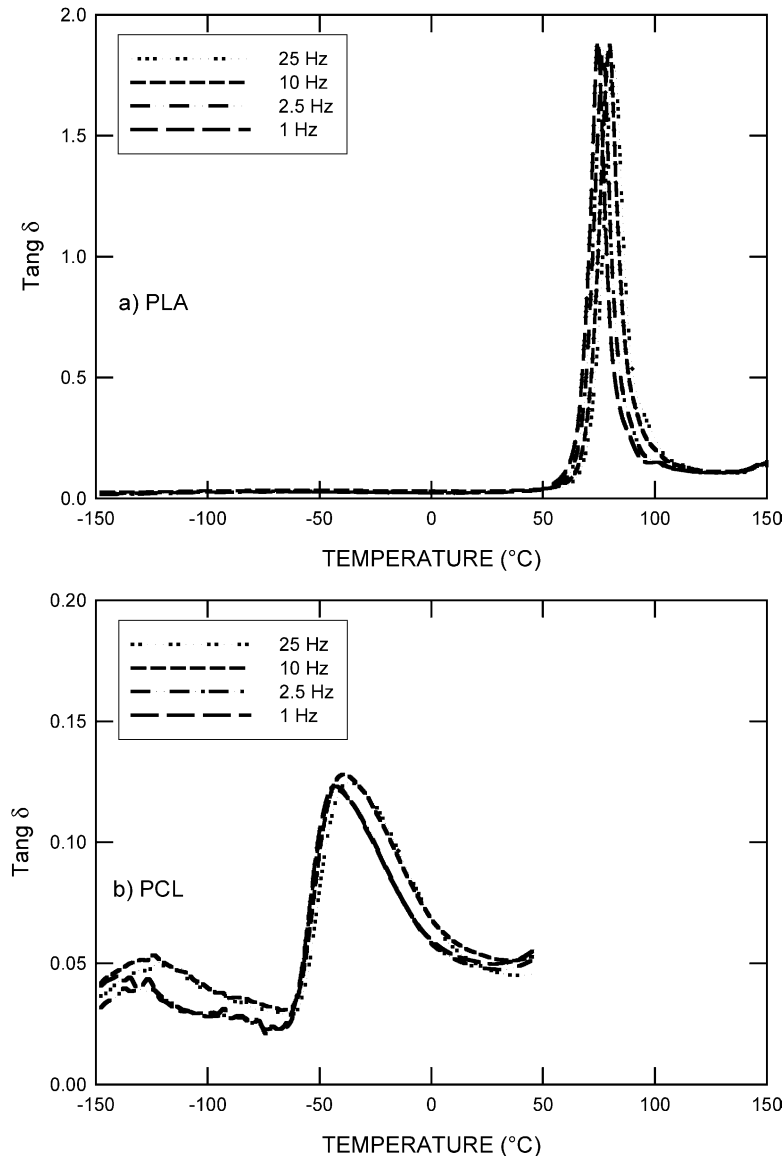 2.0
25 Hz
10 Hz
2.5 Hz
1 Hz
1.5
Tang δ
1.0
a) PLA
0.5
0.0
-150 -100 -50 0 50 100 150
TEMPERATURE (°C)
0.20
25 Hz
10 Hz
2.5 Hz
1 Hz
0.15
Tang δ
0.10
b) PCL
0.05
0.00
-150 -100 -50 0 50 100 150
TEMPERATURE (°C)